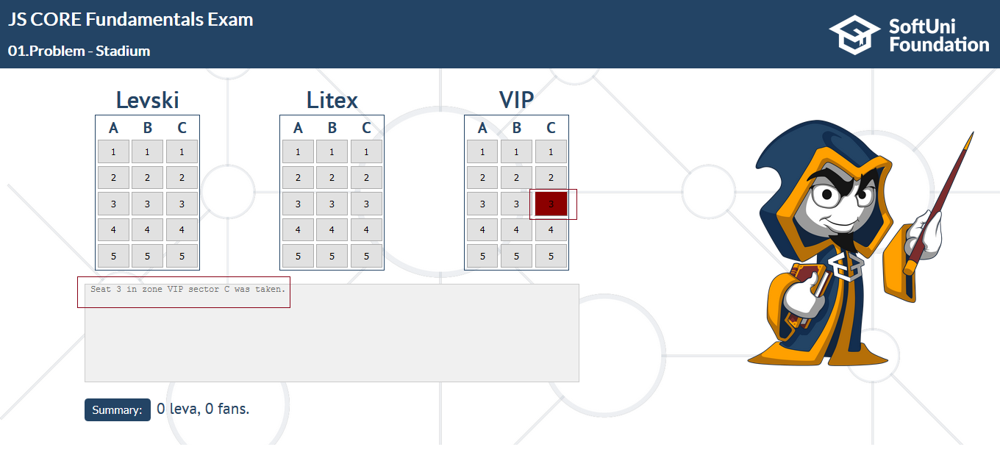 JS CORE Fundamentals Exam
01.Problem - Stadium
SoftUni
Foundation
Levski Litex VIP
A B C A B C A B C
1 1 1 1 1 1 1 1 1
2 2 2 2 2 2 2 2 2
3 3 3 3 3 3 3 3 3
4 4 4 4 4 4 4 4 4
5 5 5 5 5 5 5 5 5
Seat 3 in zone VIP sector C was taken.
Summary: 0 leva, 0 fans.